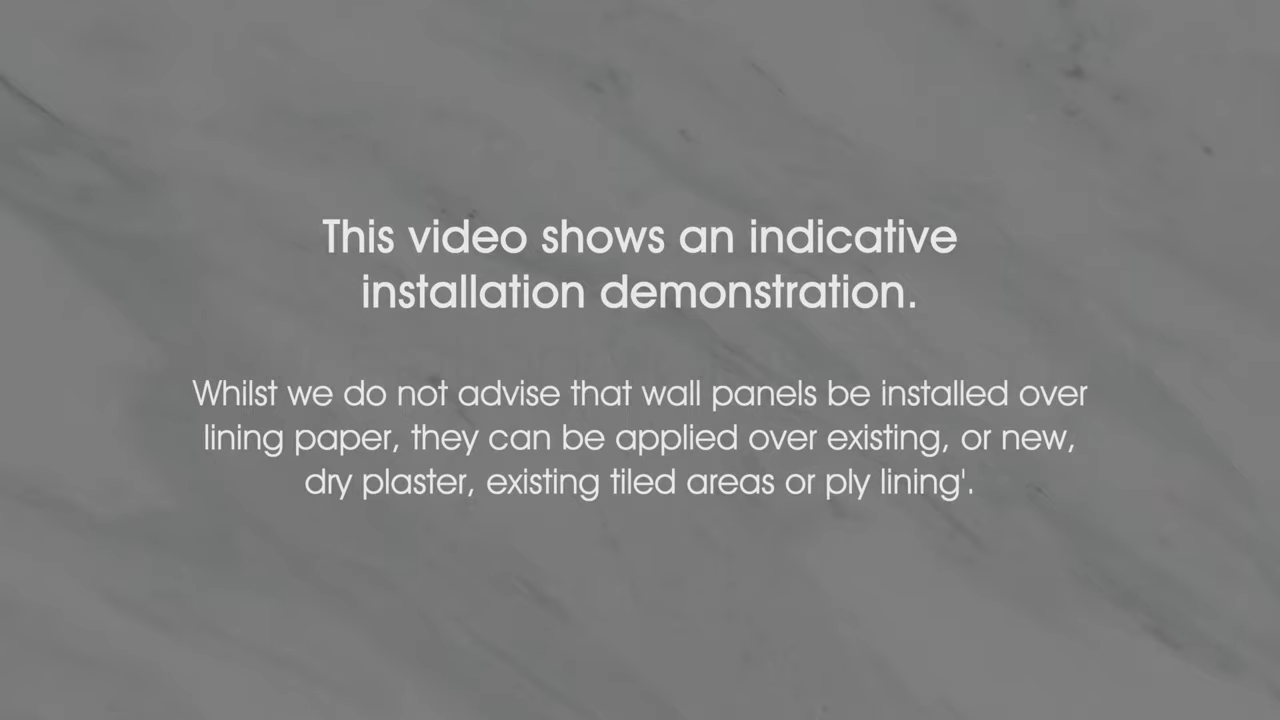 This video shows an indicative
installation demonstration.
Whilst we do not advise that wall panels be installed over
lining paper, they can be applied over existing, or new,
dry plaster, existing tiled areas or ply lining'.